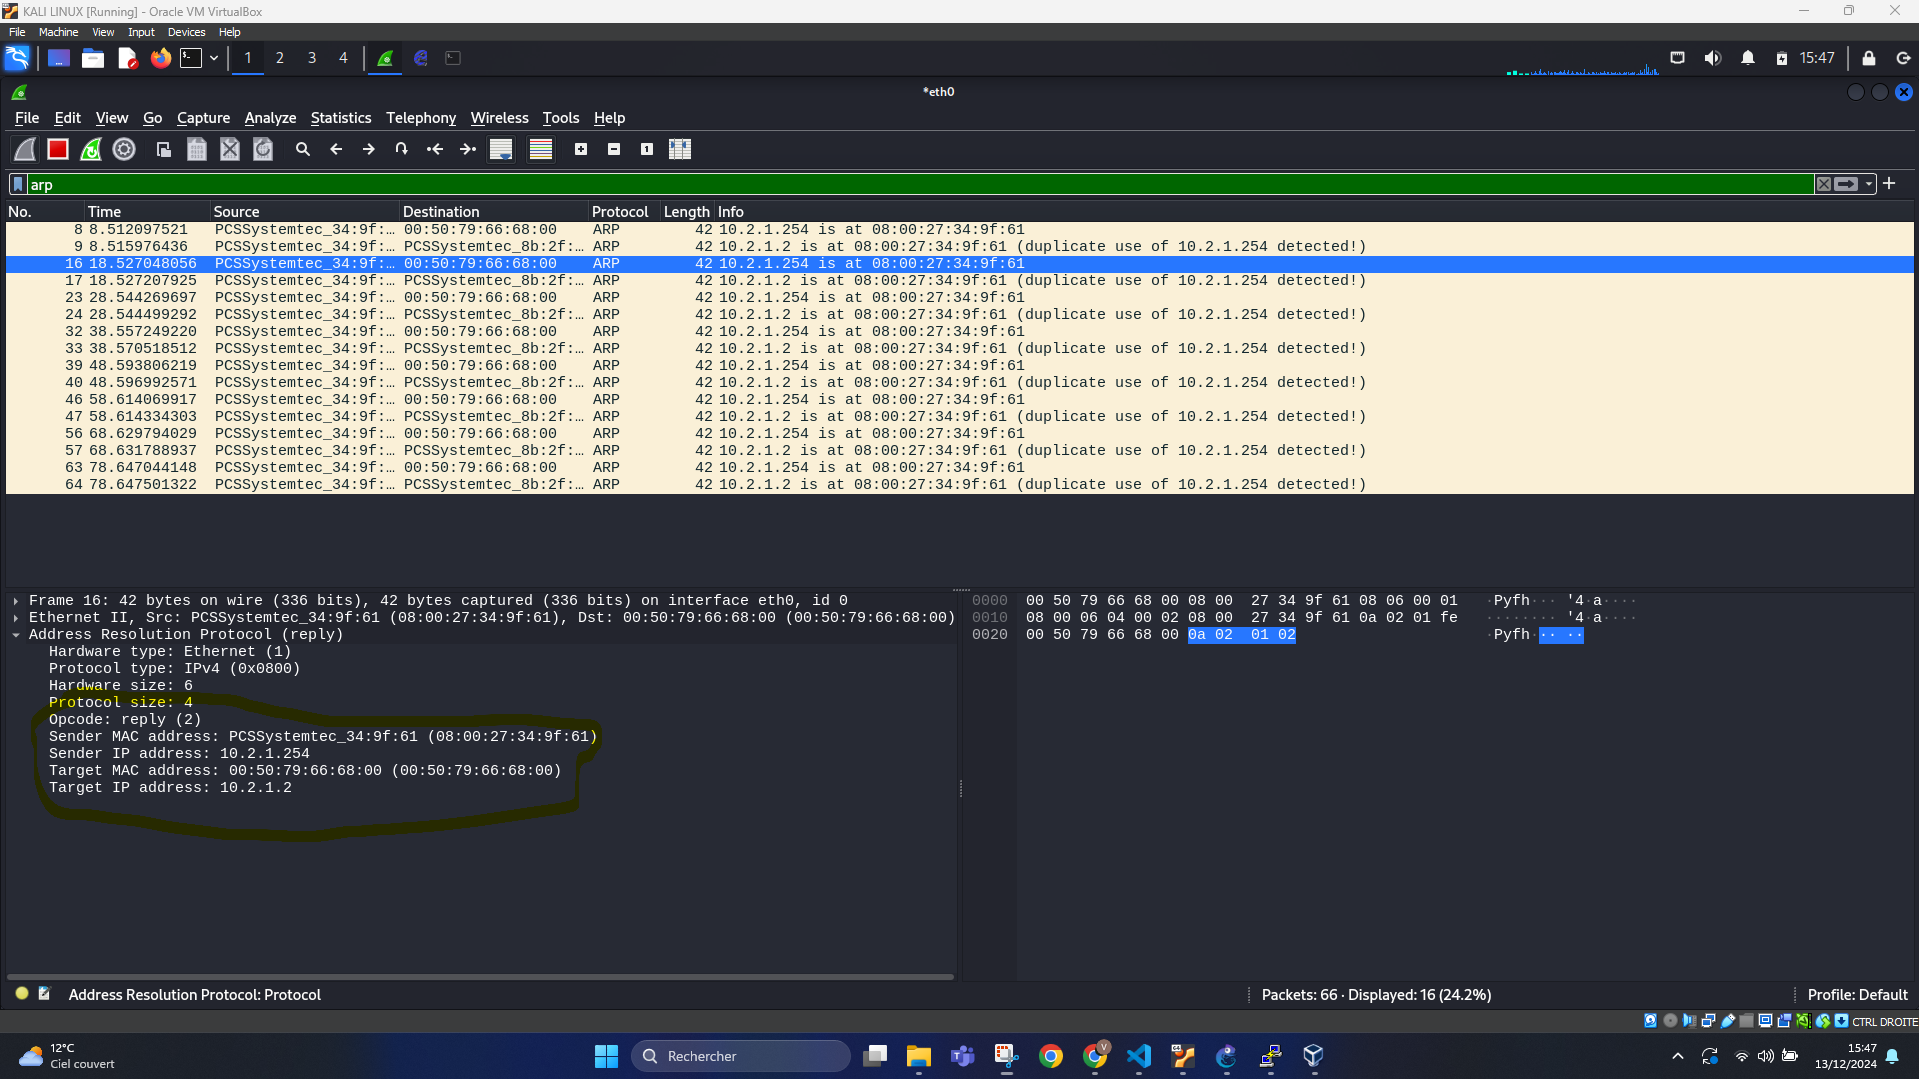 KALI LINUX [Running] - Oracle VM VirtualBox
File Machine View Input Devices Help
1 2 3 4 15:47
*eth0
File Edit View Go Capture Analyze Statistics Telephony Wireless Tools Help
arp
No. Time Source Destination Protocol Length Info
8 8.512097521 PCSSystemtec_34:9f:… 00:50:79:66:68:00 ARP 42 10.2.1.254 is at 08:00:27:34:9f:61
9 8.515976436 PCSSystemtec_34:9f:… PCSSystemtec_8b:2f:… ARP 42 10.2.1.2 is at 08:00:27:34:9f:61 (duplicate use of 10.2.1.254 detected!)
16 18.527048056 PCSSystemtec_34:9f:… 00:50:79:66:68:00 ARP 42 10.2.1.254 is at 08:00:27:34:9f:61
17 18.527207925 PCSSystemtec_34:9f:… PCSSystemtec_8b:2f:… ARP 42 10.2.1.2 is at 08:00:27:34:9f:61 (duplicate use of 10.2.1.254 detected!)
23 28.544269697 PCSSystemtec_34:9f:… 00:50:79:66:68:00 ARP 42 10.2.1.254 is at 08:00:27:34:9f:61
24 28.544499292 PCSSystemtec_34:9f:… PCSSystemtec_8b:2f:… ARP 42 10.2.1.2 is at 08:00:27:34:9f:61 (duplicate use of 10.2.1.254 detected!)
32 38.557249220 PCSSystemtec_34:9f:… 00:50:79:66:68:00 ARP 42 10.2.1.254 is at 08:00:27:34:9f:61
33 38.570518512 PCSSystemtec_34:9f:… PCSSystemtec_8b:2f:… ARP 42 10.2.1.2 is at 08:00:27:34:9f:61 (duplicate use of 10.2.1.254 detected!)
39 48.593806219 PCSSystemtec_34:9f:… 00:50:79:66:68:00 ARP 42 10.2.1.254 is at 08:00:27:34:9f:61
40 48.596992571 PCSSystemtec_34:9f:… PCSSystemtec_8b:2f:… ARP 42 10.2.1.2 is at 08:00:27:34:9f:61 (duplicate use of 10.2.1.254 detected!)
46 58.614069917 PCSSystemtec_34:9f:… 00:50:79:66:68:00 ARP 42 10.2.1.254 is at 08:00:27:34:9f:61
47 58.614334303 PCSSystemtec_34:9f:… PCSSystemtec_8b:2f:… ARP 42 10.2.1.2 is at 08:00:27:34:9f:61 (duplicate use of 10.2.1.254 detected!)
56 68.629794029 PCSSystemtec_34:9f:… 00:50:79:66:68:00 ARP 42 10.2.1.254 is at 08:00:27:34:9f:61
57 68.631788937 PCSSystemtec_34:9f:… PCSSystemtec_8b:2f:… ARP 42 10.2.1.2 is at 08:00:27:34:9f:61 (duplicate use of 10.2.1.254 detected!)
63 78.647044148 PCSSystemtec_34:9f:… 00:50:79:66:68:00 ARP 42 10.2.1.254 is at 08:00:27:34:9f:61
64 78.647501322 PCSSystemtec_34:9f:… PCSSystemtec_8b:2f:… ARP 42 10.2.1.2 is at 08:00:27:34:9f:61 (duplicate use of 10.2.1.254 detected!)
Frame 16: 42 bytes on wire (336 bits), 42 bytes captured (336 bits) on interface eth0, id 0
Ethernet II, Src: PCSSystemtec_34:9f:61 (08:00:27:34:9f:61), Dst: 00:50:79:66:68:00 (00:50:79:66:68:00)
Address Resolution Protocol (reply)
Hardware type: Ethernet (1)
Protocol type: IPv4 (0x0800)
Hardware size: 6
Protocol size: 4
Opcode: reply (2)
Sender MAC address: PCSSystemtec_34:9f:61 (08:00:27:34:9f:61)
Sender IP address: 10.2.1.254
Target MAC address: 00:50:79:66:68:00 (00:50:79:66:68:00)
Target IP address: 10.2.1.2
0000 00 50 79 66 68 00 08 00 27 34 9f 61 08 06 00 01 ·Pyfh··· '4·a····
0010 08 00 06 04 00 02 08 00 27 34 9f 61 0a 02 01 fe ········ '4·a····
0020 00 50 79 66 68 00 0a 02 01 02 ·Pyfh··· ··
Address Resolution Protocol: Protocol
Packets: 66 · Displayed: 16 (24.2%)
Profile: Default
CTRL DROITE
12°C
Ciel couvert
Rechercher
15:47
13/12/2024